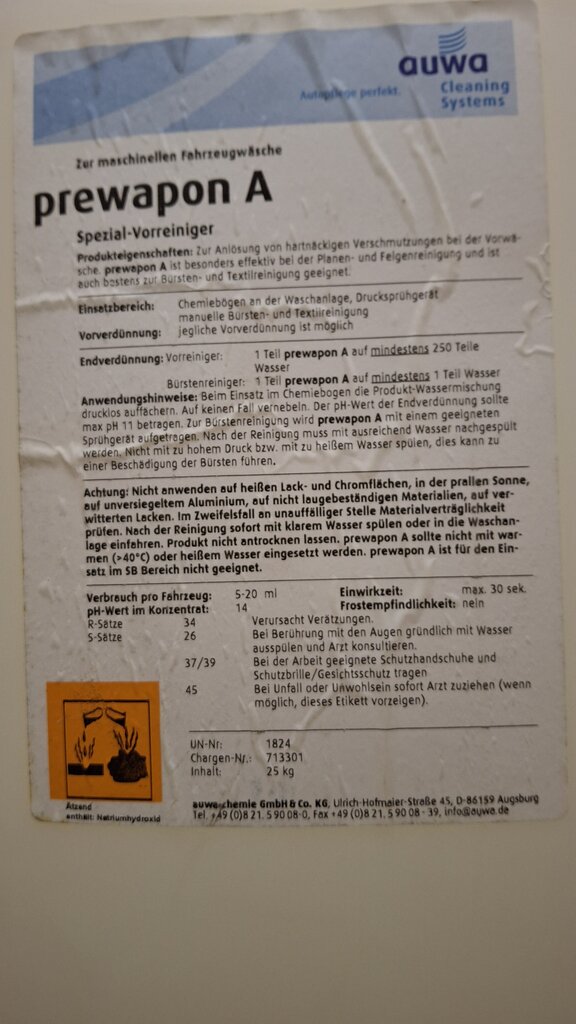 auwa
Autopflege perfekt.
Cleaning
Systems
Zur maschinellen Fahrzeugwäsche
prewapon A
Spezial-Vorreiniger
Produkteigenschaften: Zur Anlösung von hartnäckigen Verschmutzungen bei der Vorwä-
sche. prewapon A ist besonders effektiv bei der Planen- und Felgenreinigung und ist
auch bestens zur Bürsten- und Textilreinigung geeignet.
Einsatzbereich: Chemiebögen an der Waschanlage, Drucksprühgerät
manuelle Bürsten- und Textilreinigung
Vorverdünnung: jegliche Vorverdünnung ist möglich
Endverdünnung: Vorreiniger: 1 Teil prewapon A auf mindestens 250 Teile
Wasser
Bürstenreiniger: 1 Teil prewapon A auf mindestens 1 Teil Wasser
Anwendungshinweise: Beim Einsatz im Chemiebogen die Produkt-Wassermischung
drucklos auffächern. Auf keinen Fall vernebeln. Der pH-Wert der Endverdünnung sollte
max pH 11 betragen. Zur Bürstenreinigung wird prewapon A mit einem geeigneten
Sprühgerät aufgetragen. Nach der Reinigung muss mit ausreichend Wasser nachgespült
werden. Nicht mit zu hohem Druck bzw. mit zu heißem Wasser spülen, dies kann zu
einer Beschädigung der Bürsten führen.
Achtung: Nicht anwenden auf heißen Lack- und Chromflächen, in der prallen Sonne,
auf unversiegeltem Aluminium, auf nicht laugebeständigen Materialien, auf ver-
witterten Lacken. Im Zweifelsfall an unauffälliger Stelle Materialverträglichkeit
prüfen. Nach der Reinigung sofort mit klarem Wasser spülen oder in die Waschan-
lage einfahren. Produkt nicht antrocknen lassen. prewapon A sollte nicht mit war-
men (>40°C) oder heißem Wasser eingesetzt werden. prewapon A ist für den Ein-
satz im SB Bereich nicht geeignet.
Verbrauch pro Fahrzeug: 5-20 ml Einwirkzeit: max. 30 sek.
pH-Wert im Konzentrat: 14 Frostempfindlichkeit: nein
R-Sätze 34 Verursacht Verätzungen.
S-Sätze 26 Bei Berührung mit den Augen gründlich mit Wasser
ausspülen und Arzt konsultieren.
37/39 Bei der Arbeit geeignete Schutzhandschuhe und
Schutzbrille/Gesichtsschutz tragen
45 Bei Unfall oder Unwohlsein sofort Arzt zuziehen (wenn
möglich, dieses Etikett vorzeigen).
UN-Nr: 1824
Chargen-Nr.: 713301
Inhalt: 25 kg
Ätzend
enthält: Natriumhydroxid
auwa-chemie GmbH & Co. KG, Ulrich-Hofmaier-Straße 45, D-86159 Augsburg
Tel. +49 (0)8 21. 5 90 08-0, Fax +49 (0)8 21. 5 90 08 - 39, info@auwa.de